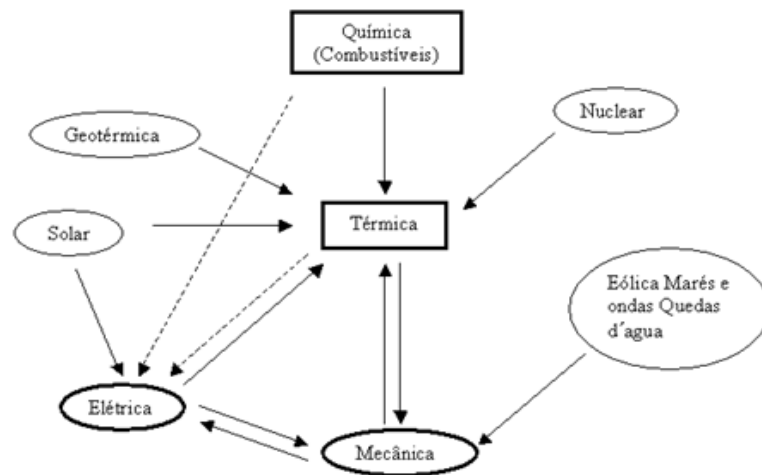 Química
(Combustíveis)
Geotérmica
Nuclear
Solar
Térmica
Eólica Marés e
ondas Quedas
d´agua
Elétrica
Mecânica